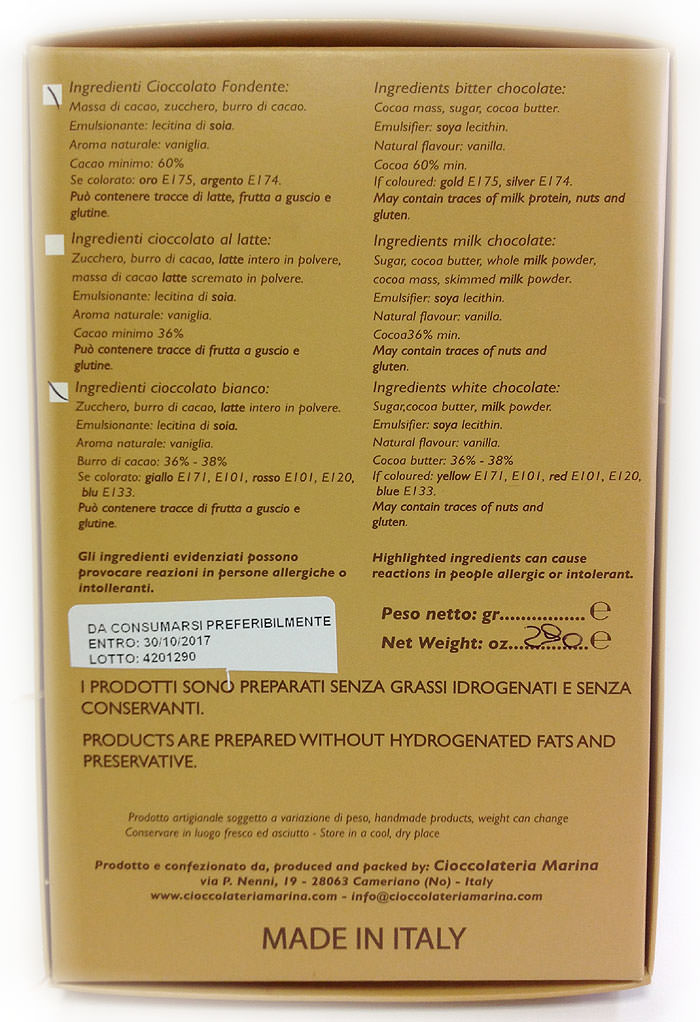 Ingredienti Cioccolato Fondente:
Massa di cacao, zucchero, burro di cacao.
Emulsionante: lecitina di soia.
Aroma naturale: vaniglia.
Cacao minimo: 60%
Se colorato: oro E175, argento E174.
Può contenere tracce di latte, frutta a guscio e
glutine.
Ingredienti cioccolato al latte:
Zucchero, burro di cacao, latte intero in polvere,
massa di cacao latte scremato in polvere.
Emulsionante: lecitina di soia.
Aroma naturale: vaniglia.
Cacao minimo 36%
Può contenere tracce di frutta a guscio e
glutine.
Ingredienti cioccolato bianco:
Zucchero, burro di cacao, latte intero in polvere.
Emulsionante: lecitina di soia.
Aroma naturale: vaniglia.
Burro di cacao: 36% - 38%
Se colorato: giallo E171, E101, rosso E101, E120,
blu E133.
Può contenere tracce di frutta a guscio e
glutine.
Gli ingredienti evidenziati possono
provocare reazioni in persone allergiche o
intolleranti.
Ingredients bitter chocolate:
Cocoa mass, sugar, cocoa butter.
Emulsifier: soya lecithin.
Natural flavour: vanilla.
Cocoa 60% min.
If coloured: gold E175, silver E174.
May contain traces of milk protein, nuts and
gluten.
Ingredients milk chocolate:
Sugar, cocoa butter, whole milk powder,
cocoa mass, skimmed milk powder.
Emulsifier: soya lecithin.
Natural flavour: vanilla.
Cocoa36% min.
May contain traces of nuts and
gluten.
Ingredients white chocolate:
Sugar,cocoa butter, milk powder.
Emulsifier: soya lecithin.
Natural flavour: vanilla.
Cocoa butter: 36% - 38%
If coloured: yellow E171, E101, red E101, E120,
blue E133.
May contain traces of nuts and
gluten.
Highlighted ingredients can cause
reactions in people allergic or intolerant.
DA CONSUMARSI PREFERIBILMENTE
ENTRO: 30/10/2017
LOTTO: 4201290
Peso netto: gr................ ℮
Net Weight: oz...280...℮
I PRODOTTI SONO PREPARATI SENZA GRASSI IDROGENATI E SENZA
CONSERVANTI.
PRODUCTS ARE PREPARED WITHOUT HYDROGENATED FATS AND
PRESERVATIVE.
Prodotto artigianale soggetto a variazione di peso, handmade products, weight can change
Conservare in luogo fresco ed asciutto - Store in a cool, dry place
Prodotto e confezionato da, produced and packed by: Cioccolateria Marina
via P. Nenni, 19 - 28063 Cameriano (No) - Italy
www.cioccolateriamarina.com - info@cioccolateriamarina.com
MADE IN ITALY